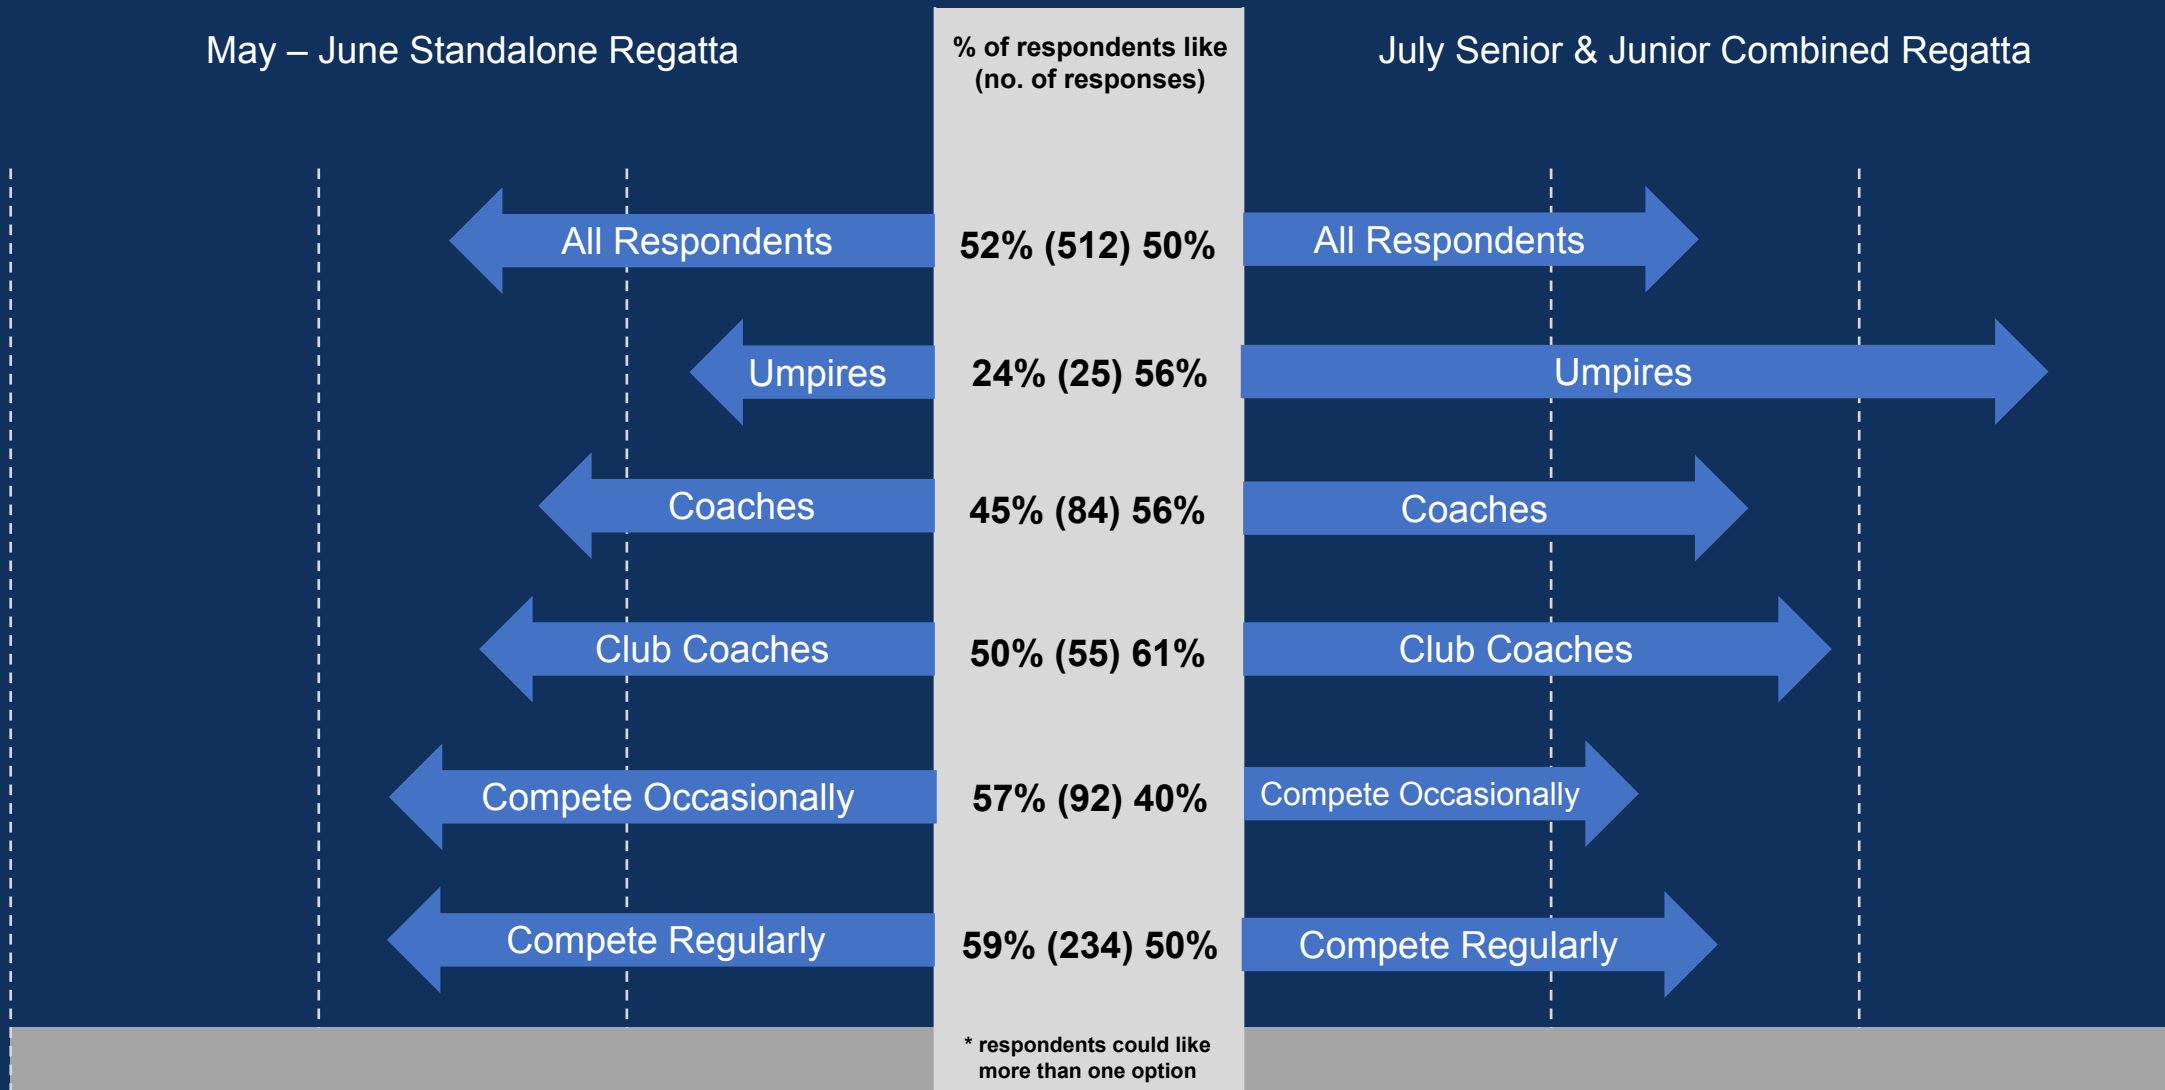 May – June Standalone Regatta
% of respondents like
(no. of responses)
July Senior & Junior Combined Regatta
All Respondents
52% (512) 50%
All Respondents
Umpires
24% (25) 56%
Umpires
Coaches
45% (84) 56%
Coaches
Club Coaches
50% (55) 61%
Club Coaches
Compete Occasionally
57% (92) 40%
Compete Occasionally
Compete Regularly
59% (234) 50%
Compete Regularly
* respondents could like
more than one option